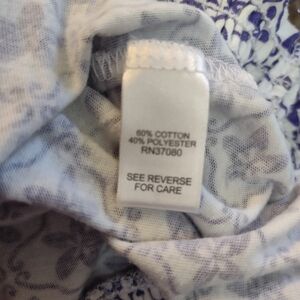 60% COTTON
40% POLYESTER
RN37080
SEE REVERSE
FOR CARE